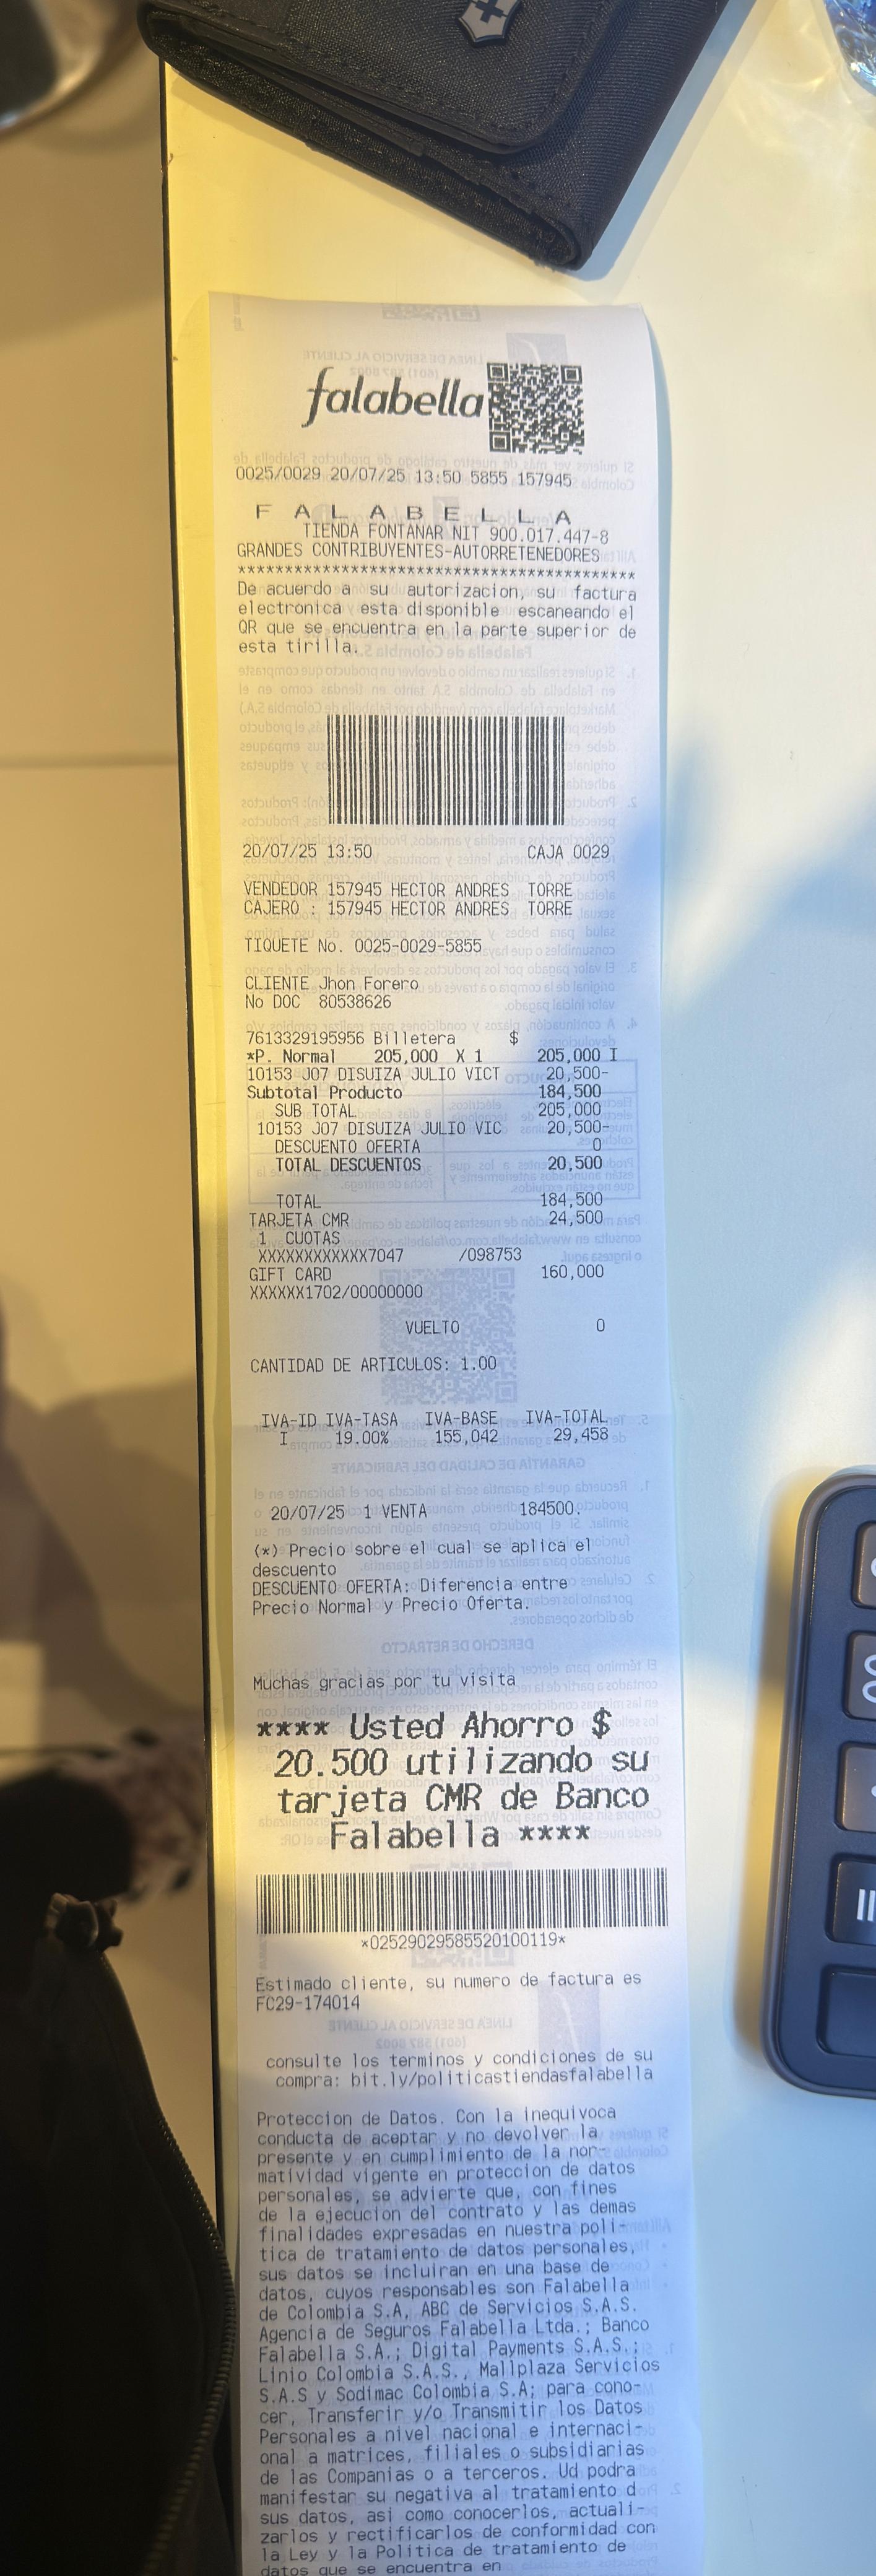 falabella
0025/0029 20/07/25 13:50 5855 157945
F A L A B E L L A
TIENDA FONTANAR NIT 900.017.447-8
GRANDES CONTRIBUYENTES-AUTORRETENEDORES
******************************************
De acuerdo a su autorizacion, su factura
electronica esta disponible escaneando el
QR que se encuentra en la parte superior de
esta tirilla.
20/07/25 13:50 CAJA 0029
VENDEDOR 157945 HECTOR ANDRES TORRE
CAJERO : 157945 HECTOR ANDRES TORRE
TIQUETE No. 0025-0029-5855
CLIENTE Jhon Forero
No DOC 80538626
7613329195956 Billetera $
*P. Normal 205,000 X 1 205,000 I
10153 J07 DISUIZA JULIO VICT 20,500-
Subtotal Producto 184,500
SUB TOTAL 205,000
10153 J07 DISUIZA JULIO VIC 20,500-
DESCUENTO OFERTA 0
TOTAL DESCUENTOS 20,500
TOTAL 184,500
TARJETA CMR 24,500
1 CUOTAS
XXXXXXXXXXXX7047 /098753
GIFT CARD 160,000
XXXXXX1702/00000000
VUELTO 0
CANTIDAD DE ARTICULOS: 1.00
IVA-ID IVA-TASA IVA-BASE IVA-TOTAL
I 19.00% 155,042 29,458
20/07/25 1 VENTA 184500.
(*) Precio sobre el cual se aplica el
descuento
DESCUENTO OFERTA: Diferencia entre
Precio Normal y Precio Oferta.
Muchas gracias por tu visita
**** Usted Ahorro $
20.500 utilizando su
tarjeta CMR de Banco
Falabella ****
*02529029585520100119*
Estimado cliente, su numero de factura es
FC29-174014
consulte los terminos y condiciones de su
compra: bit.ly/politicastiendasfalabella
Proteccion de Datos. Con la inequivoca
conducta de aceptar y no devolver la
presente y en cumplimiento de la nor-
matividad vigente en proteccion de datos
personales, se advierte que, con fines
de la ejecucion del contrato y las demas
finalidades expresadas en nuestra poli-
tica de tratamiento de datos personales,
sus datos se incluiran en una base de
datos, cuyos responsables son Falabella
de Colombia S.A, ABC de Servicios S.A.S.
Agencia de Seguros Falabella Ltda.; Banco
Falabella S.A.; Digital Payments S.A.S.;
Linio Colombia S.A.S., Mallplaza Servicios
S.A.S y Sodimac Colombia S.A; para cono-
cer, Transferir y/o Transmitir los Datos
Personales a nivel nacional e internaci-
onal a matrices, filiales o subsidiarias
de las Companias o a terceros. Ud podra
manifestar su negativa al tratamiento d
sus datos, asi como conocerlos, actuali-
zarlos y rectificarlos de conformidad con
la Ley y la Politica de tratamiento de
datos que se encuentra en